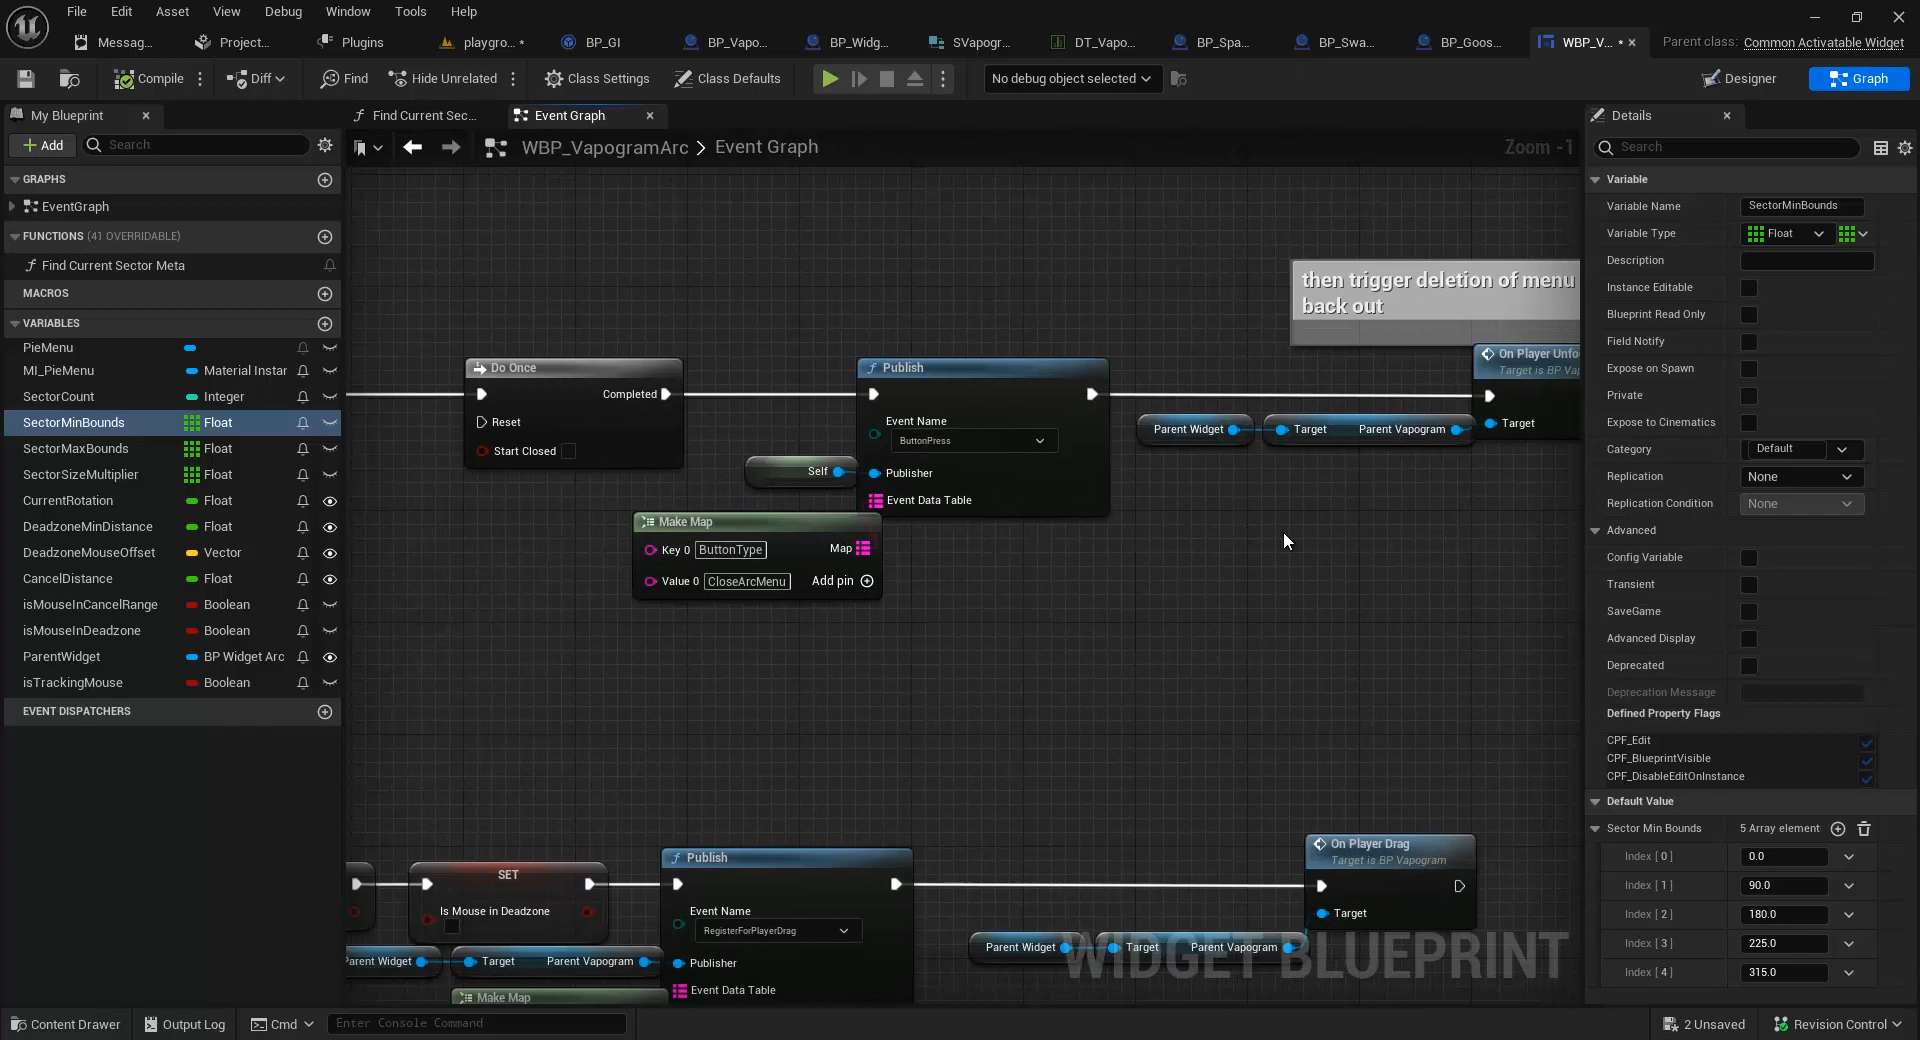 File Edit Asset View Debug Window Tools Help
Messag... Project... Plugins playgro... * BP_GI BP_Vapo... BP_Widg... SVapogr... DT_Vapo... BP_Spa... BP_Swa... BP_Goos... WBP_V... * Parent class: Common Activatable Widget
Compile Diff Find Hide Unrelated Class Settings Class Defaults No debug object selected Designer Graph
My Blueprint
Add Search
GRAPHS
EventGraph
FUNCTIONS (41 OVERRIDABLE)
Find Current Sector Meta
MACROS
VARIABLES
PieMenu
MI_PieMenu Material Instar
SectorCount Integer
SectorMinBounds Float
SectorMaxBounds Float
SectorSizeMultiplier Float
CurrentRotation Float
DeadzoneMinDistance Float
DeadzoneMouseOffset Vector
CancelDistance Float
isMouseInCancelRange Boolean
isMouseInDeadzone Boolean
ParentWidget BP Widget Arc
isTrackingMouse Boolean
EVENT DISPATCHERS
Find Current Sec... Event Graph
WBP_VapogramArc > Event Graph Zoom -1
then trigger deletion of menu
back out
Do Once
Completed
Reset
Start Closed
Publish
Event Name
ButtonPress
Self
Publisher
Event Data Table
Make Map
Key 0 ButtonType Map
Value 0 CloseArcMenu Add pin
Parent Widget Target Parent Vapogram
On Player Unfo
Target is BP Vap
Target
SET
Is Mouse in Deadzone
Parent Widget Target Parent Vapogram
Make Map
Publish
Event Name
RegisterForPlayerDrag
Publisher
Event Data Table
On Player Drag
Target is BP Vapogram
Target
Parent Widget Target Parent Vapogram
WIDGET BLUEPRINT
Details
Search
Variable
Variable Name SectorMinBounds
Variable Type Float
Description
Instance Editable
Blueprint Read Only
Field Notify
Expose on Spawn
Private
Expose to Cinematics
Category Default
Replication None
Replication Condition None
Advanced
Config Variable
Transient
SaveGame
Advanced Display
Deprecated
Deprecation Message
Defined Property Flags
CPF_Edit
CPF_BlueprintVisible
CPF_DisableEditOnInstance
Default Value
Sector Min Bounds 5 Array element
Index [ 0 ] 0.0
Index [ 1 ] 90.0
Index [ 2 ] 180.0
Index [ 3 ] 225.0
Index [ 4 ] 315.0
Content Drawer Output Log Cmd Enter Console Command 2 Unsaved Revision Control